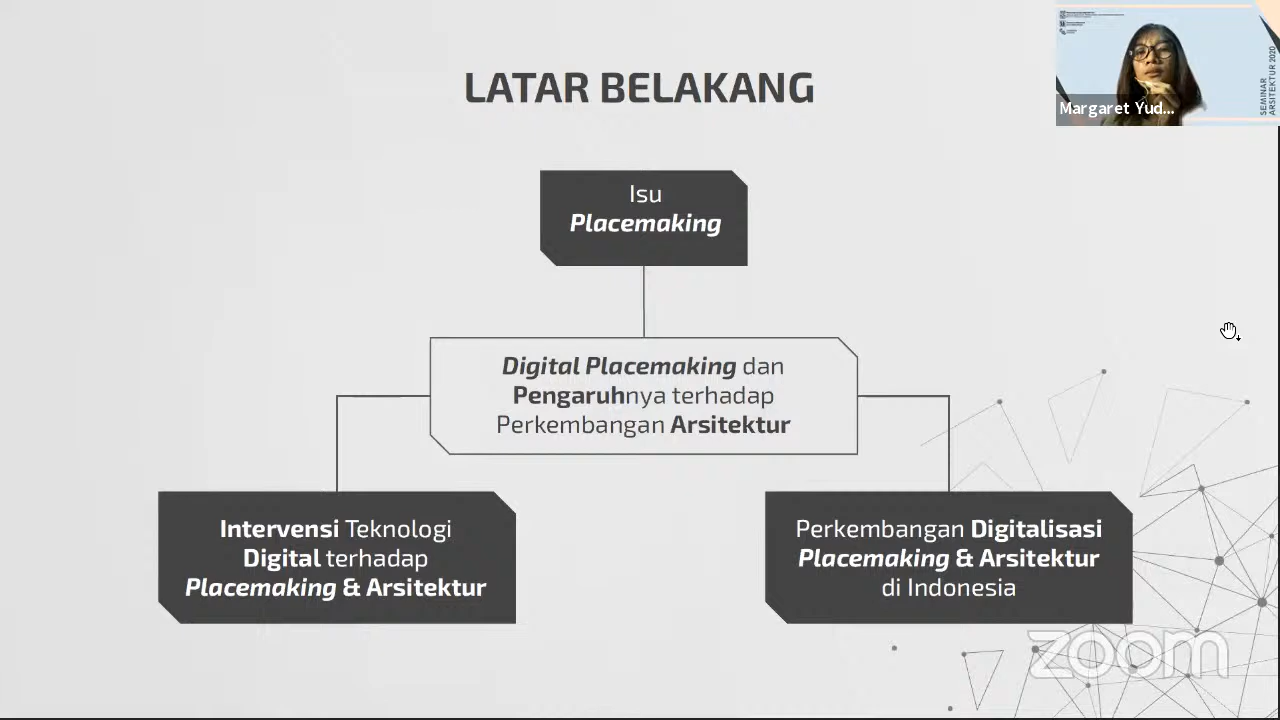 LATAR BELAKANG
Margaret Yud...
SEMINAR
ARSITEKTUR 2020
Isu
Placemaking
Digital Placemaking dan
Pengaruhnya terhadap
Perkembangan Arsitektur
Intervensi Teknologi
Digital terhadap
Placemaking & Arsitektur
Perkembangan Digitalisasi
Placemaking & Arsitektur
di Indonesia
zoom